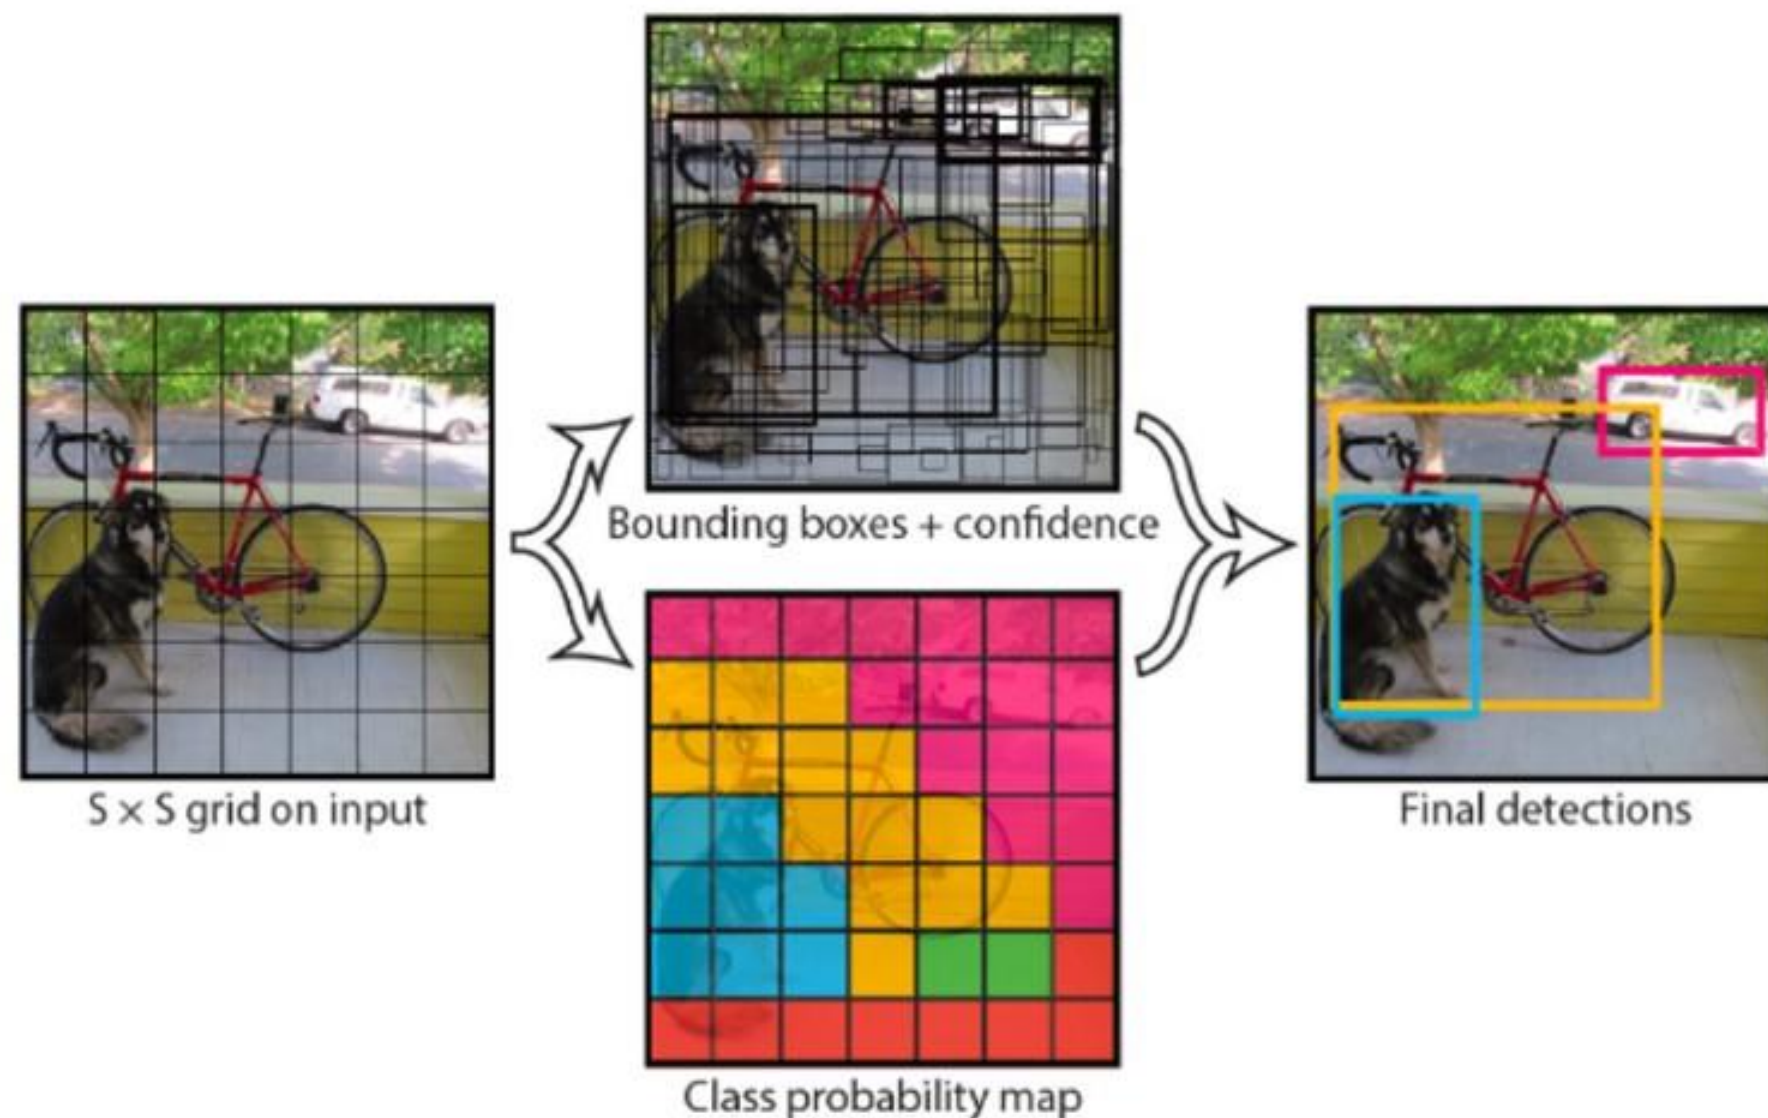 S × S grid on input
Bounding boxes + confidence
Class probability map
Final detections